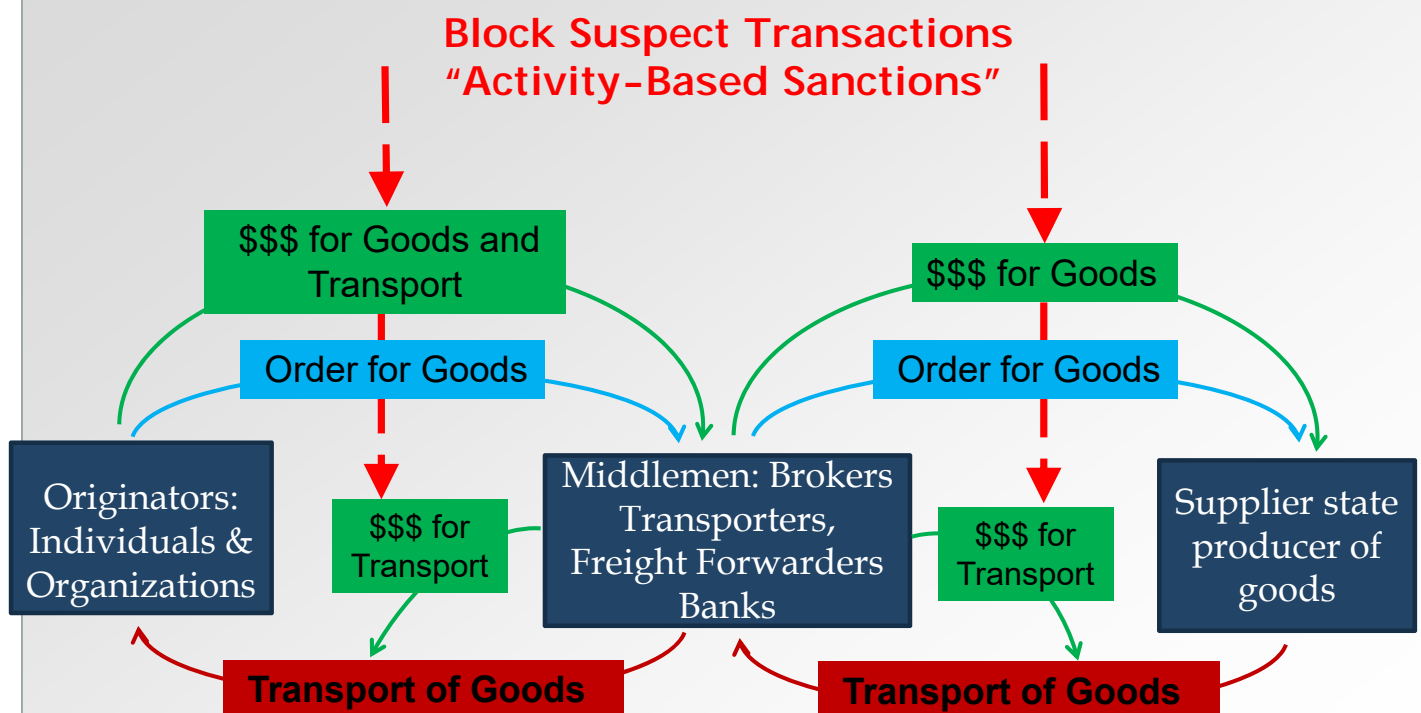 Block Suspect Transactions
“Activity-Based Sanctions”
$$$ for Goods and
Transport
$$$ for Goods
Order for Goods
Order for Goods
Originators:
Individuals &
Organizations
$$$ for
Transport
Middlemen: Brokers
Transporters,
Freight Forwarders
Banks
$$$ for
Transport
Supplier state
producer of
goods
Transport of Goods
Transport of Goods